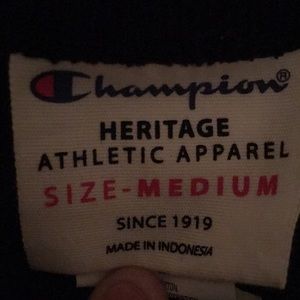 Champion®
HERITAGE
ATHLETIC APPAREL
SIZE-MEDIUM
SINCE 1919
MADE IN INDONESIA